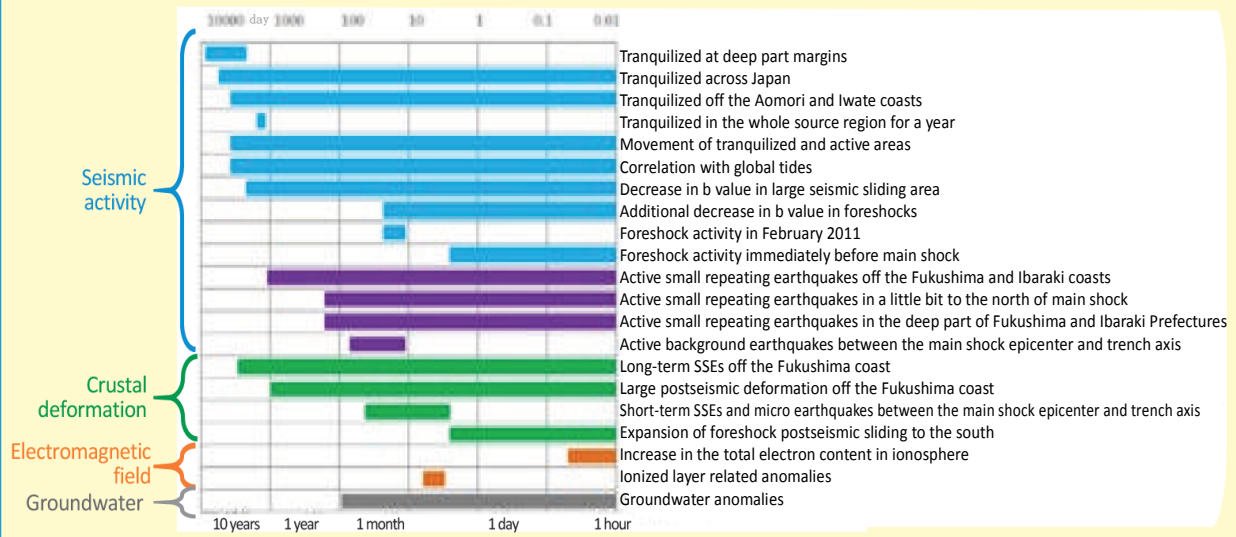 10000 day 1000 100 10 1 0.1 0.01
Seismic
activity
Tranquilized at deep part margins
Tranquilized across Japan
Tranquilized off the Aomori and Iwate coasts
Tranquilized in the whole source region for a year
Movement of tranquilized and active areas
Correlation with global tides
Decrease in b value in large seismic sliding area
Additional decrease in b value in foreshocks
Foreshock activity in February 2011
Foreshock activity immediately before main shock
Active small repeating earthquakes off the Fukushima and Ibaraki coasts
Active small repeating earthquakes in a little bit to the north of main shock
Active small repeating earthquakes in the deep part of Fukushima and Ibaraki Prefectures
Active background earthquakes between the main shock epicenter and trench axis
Crustal
deformation
Long-term SSEs off the Fukushima coast
Large postseismic deformation off the Fukushima coast
Short-term SSEs and micro earthquakes between the main shock epicenter and trench axis
Expansion of foreshock postseismic sliding to the south
Electromagnetic
field
Increase in the total electron content in ionosphere
Ionized layer related anomalies
Groundwater
Groundwater anomalies
10 years 1 year 1 month 1 day 1 hour